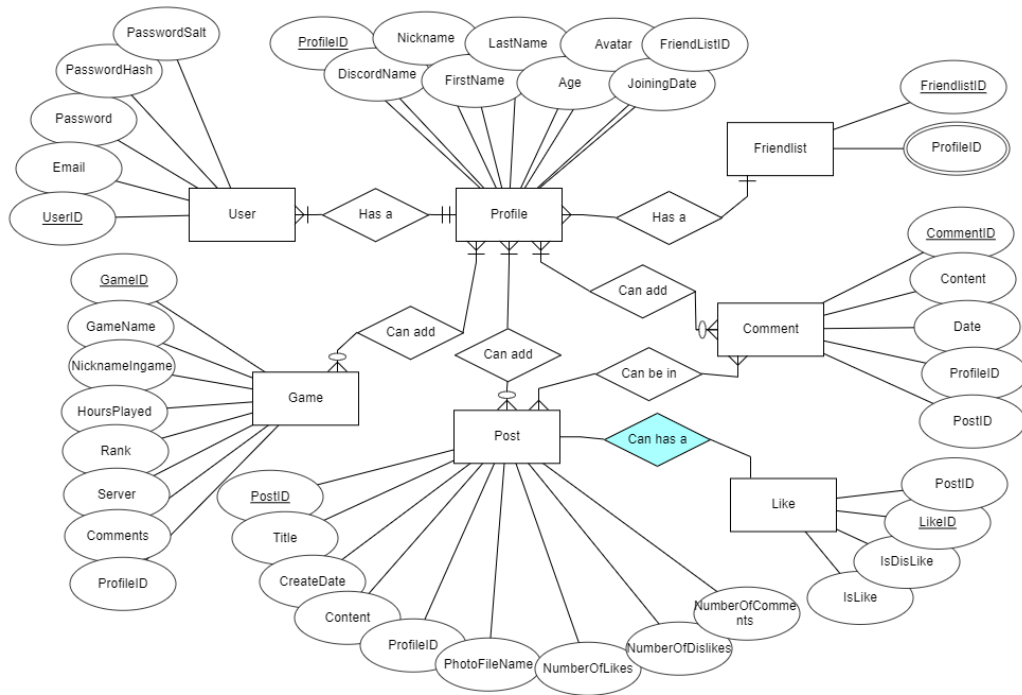 PasswordSalt
PasswordHash
Password
Email
UserID
User
Has a
ProfileID
Nickname
LastName
Avatar
FriendListID
DiscordName
FirstName
Age
JoiningDate
Profile
Has a
Friendlist
FriendlistID
ProfileID
GameID
GameName
NicknameIngame
HoursPlayed
Rank
Server
Comments
ProfileID
Game
Can add
Can add
Can add
Comment
CommentID
Content
Date
ProfileID
PostID
Can be in
Post
Can has a
Like
PostID
LikeID
IsDisLike
IsLike
PostID
Title
CreateDate
Content
ProfileID
PhotoFileName
NumberOfLikes
NumberOfDislikes
NumberOfComme
nts